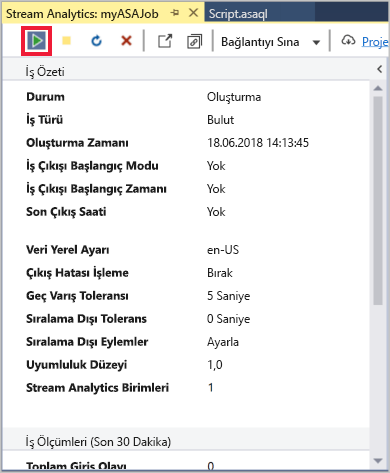 Stream Analytics: myASAJob
Script.asaql
Bağlantıyı Sına
Proje
İş Özeti
Durum Oluşturma
İş Türü Bulut
Oluşturma Zamanı 18.06.2018 14:13:45
İş Çıkışı Başlangıç Modu Yok
İş Çıkışı Başlangıç Zamanı Yok
Son Çıkış Saati Yok
Veri Yerel Ayarı en-US
Çıkış Hatası İşleme Bırak
Geç Varış Toleransı 5 Saniye
Sıralama Dışı Tolerans 0 Saniye
Sıralama Dışı Eylemler Ayarla
Uyumluluk Düzeyi 1,0
Stream Analytics Birimleri 1
İş Ölçümleri (Son 30 Dakika)
Toplam Giriş Olayı 0